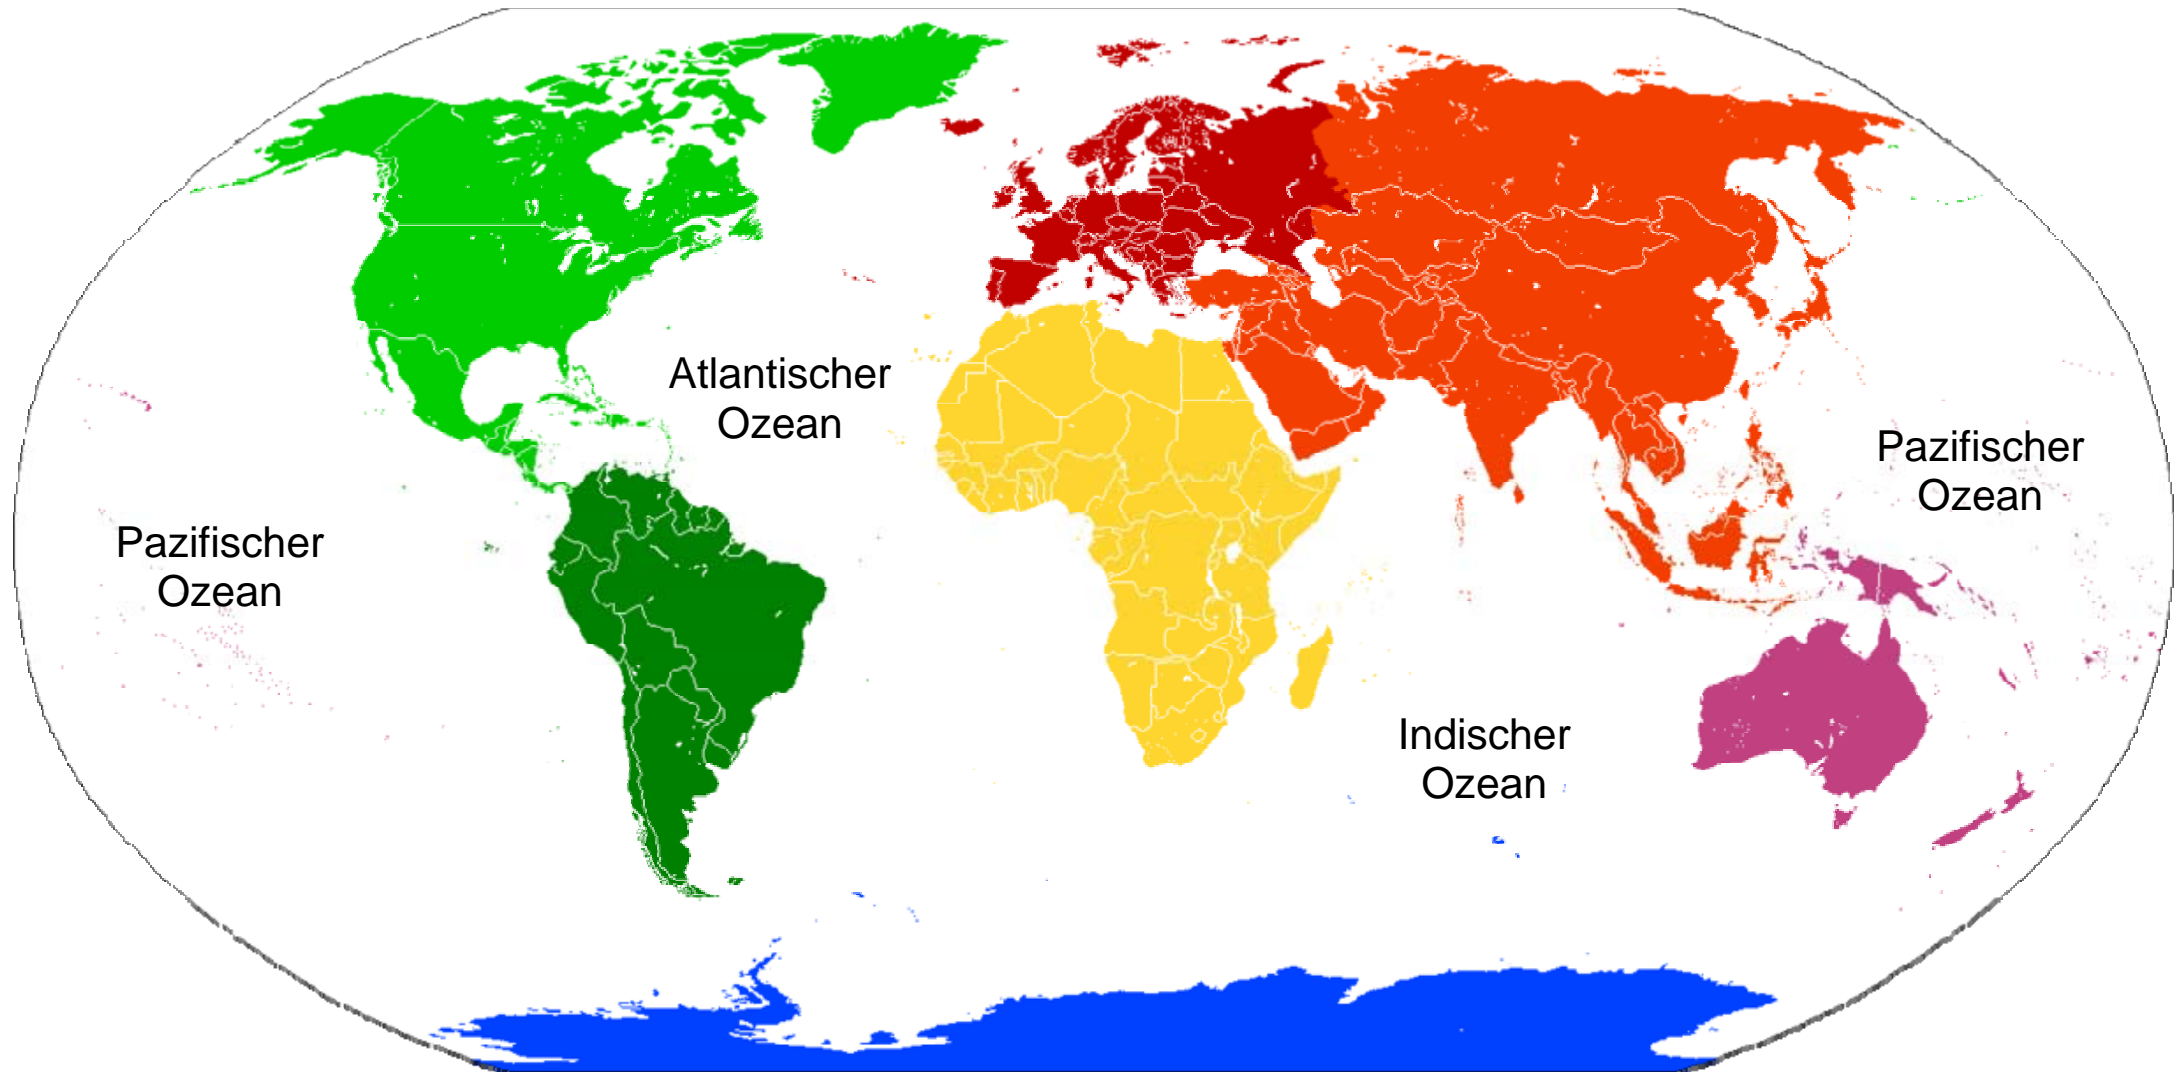 Atlantischer
Ozean
Pazifischer
Ozean
Pazifischer
Ozean
Indischer
Ozean